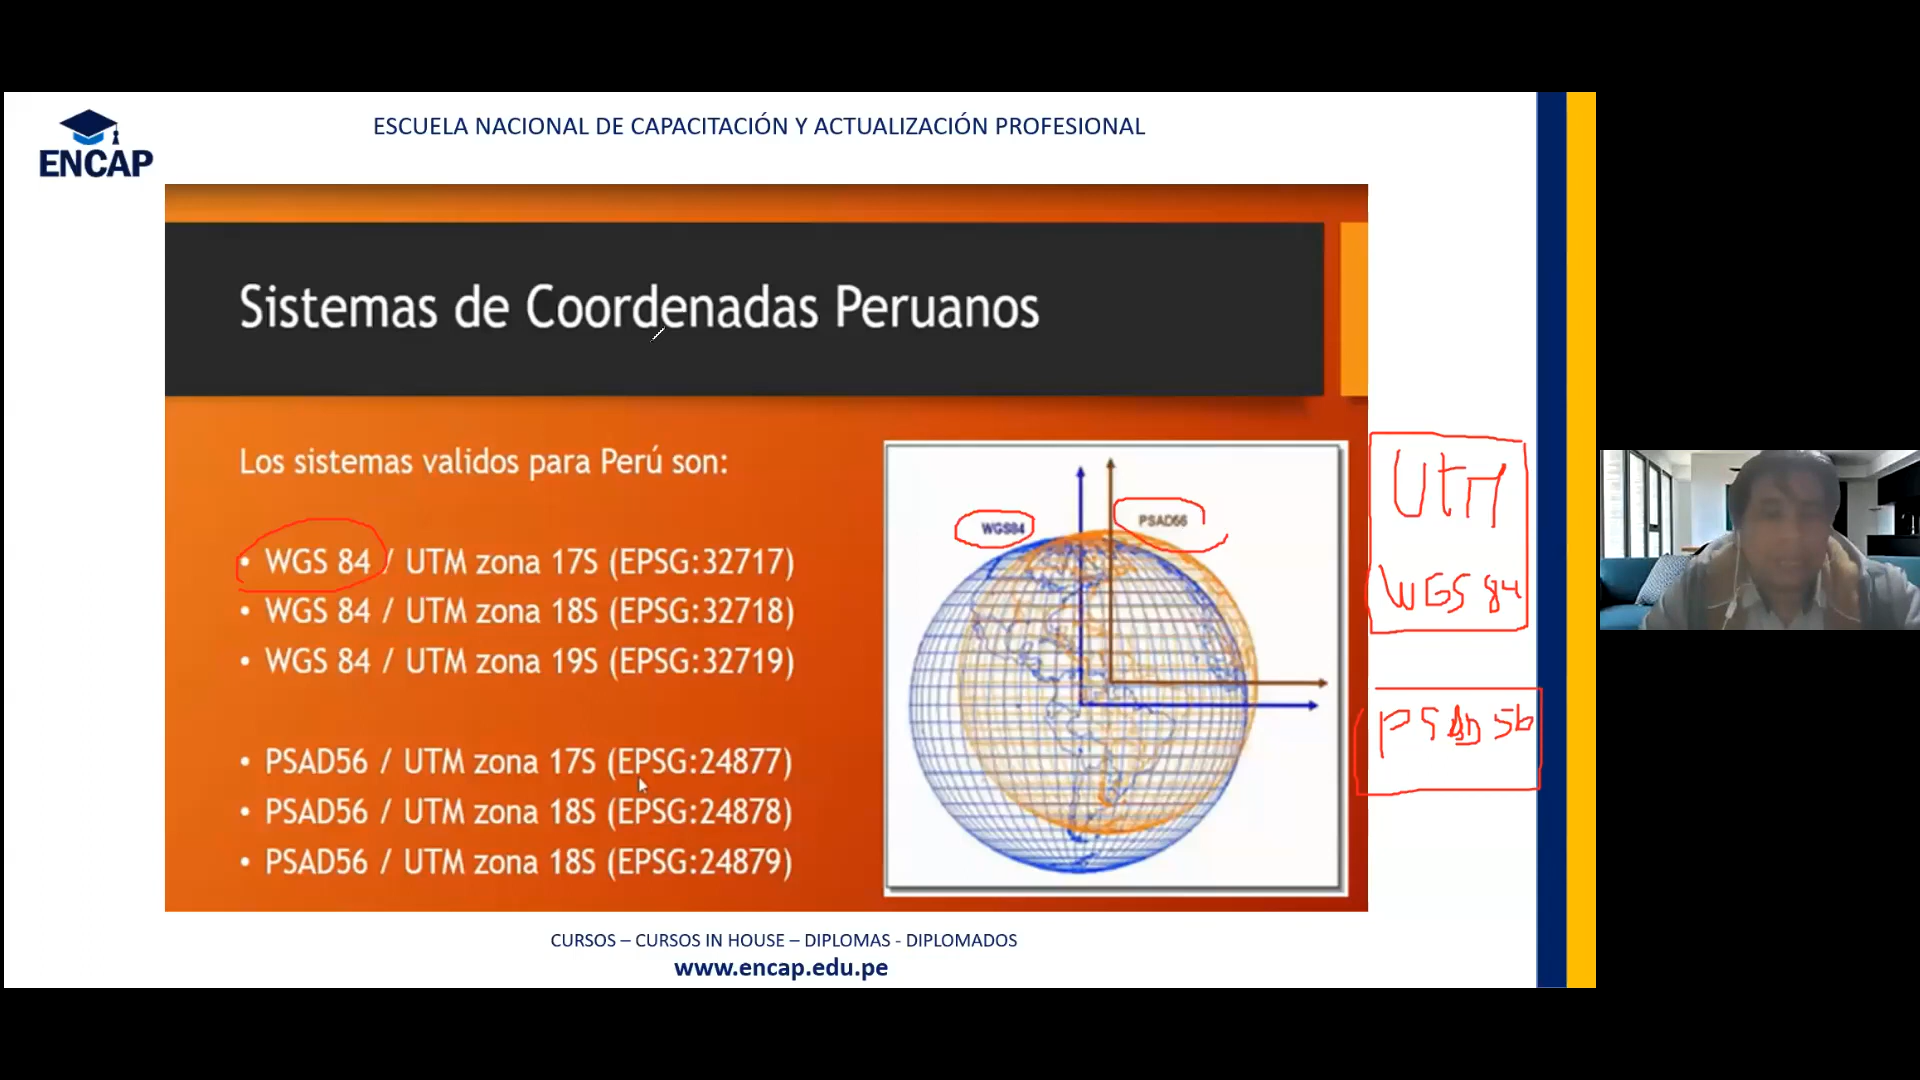 ESCUELA NACIONAL DE CAPACITACIÓN Y ACTUALIZACIÓN PROFESIONAL
ENCAP
Sistemas de Coordenadas Peruanos
Los sistemas validos para Perú son:
• WGS 84 / UTM zona 17S (EPSG:32717)
• WGS 84 / UTM zona 18S (EPSG:32718)
• WGS 84 / UTM zona 19S (EPSG:32719)
• PSAD56 / UTM zona 17S (EPSG:24877)
• PSAD56 / UTM zona 18S (EPSG:24878)
• PSAD56 / UTM zona 18S (EPSG:24879)
WGS84
PSAD56
UTM
WGS 84
PSAD 56
CURSOS – CURSOS IN HOUSE – DIPLOMAS - DIPLOMADOS
www.encap.edu.pe